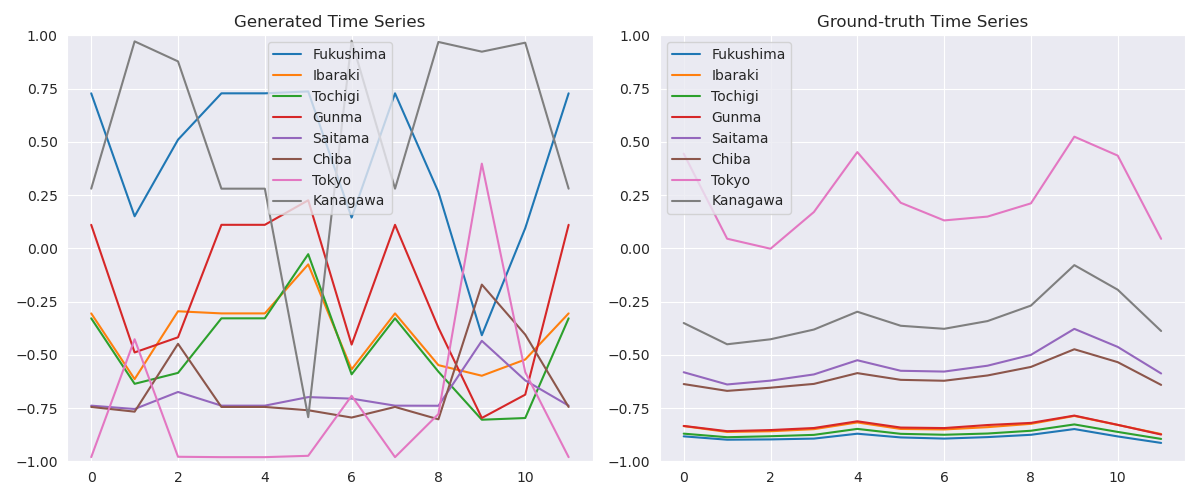 Generated Time Series
1.00
0.75
0.50
0.25
0.00
−0.25
−0.50
−0.75
−1.00
0 2 4 6 8 10
Fukushima
Ibaraki
Tochigi
Gunma
Saitama
Chiba
Tokyo
Kanagawa
Ground-truth Time Series
1.00
0.75
0.50
0.25
0.00
−0.25
−0.50
−0.75
−1.00
0 2 4 6 8 10
Fukushima
Ibaraki
Tochigi
Gunma
Saitama
Chiba
Tokyo
Kanagawa